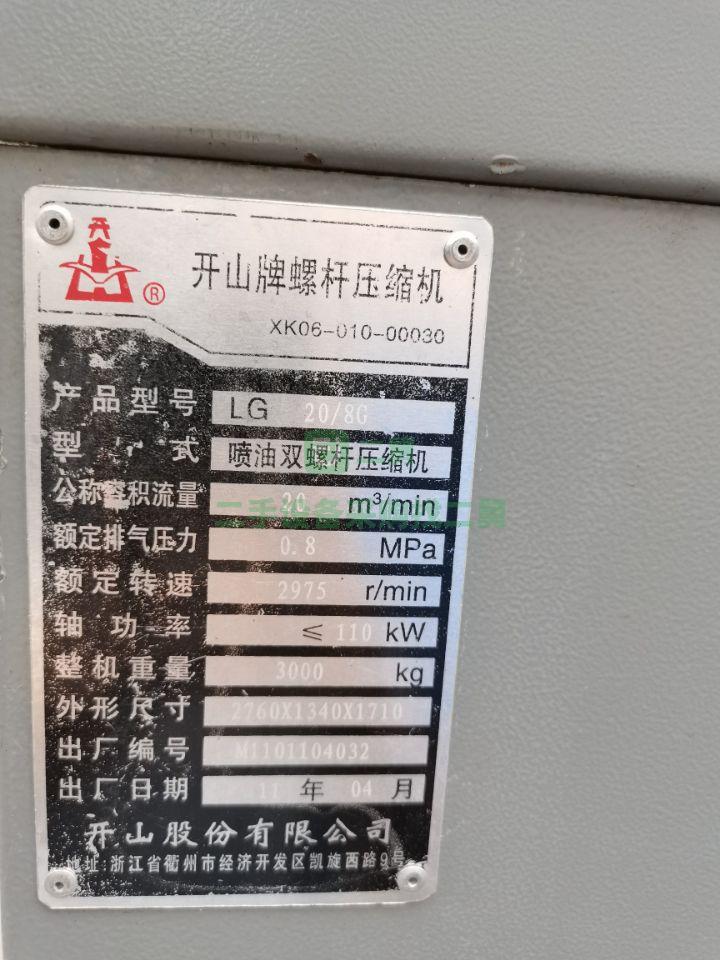 开山
®
开山牌螺杆压缩机
XK06-010-00030
产品型号 LG 20/8G
型式 喷油双螺杆压缩机
公称容积流量 20 m³/min
额定排气压力 0.8 MPa
额定转速 2975 r/min
轴功率 ≤ 110 kW
整机重量 3000 kg
外形尺寸 2760X1340X1710
出厂编号 M1101104032
出厂日期 11 年 04 月
开山股份有限公司
地址:浙江省衢州市经济开发区凯旋西路9号